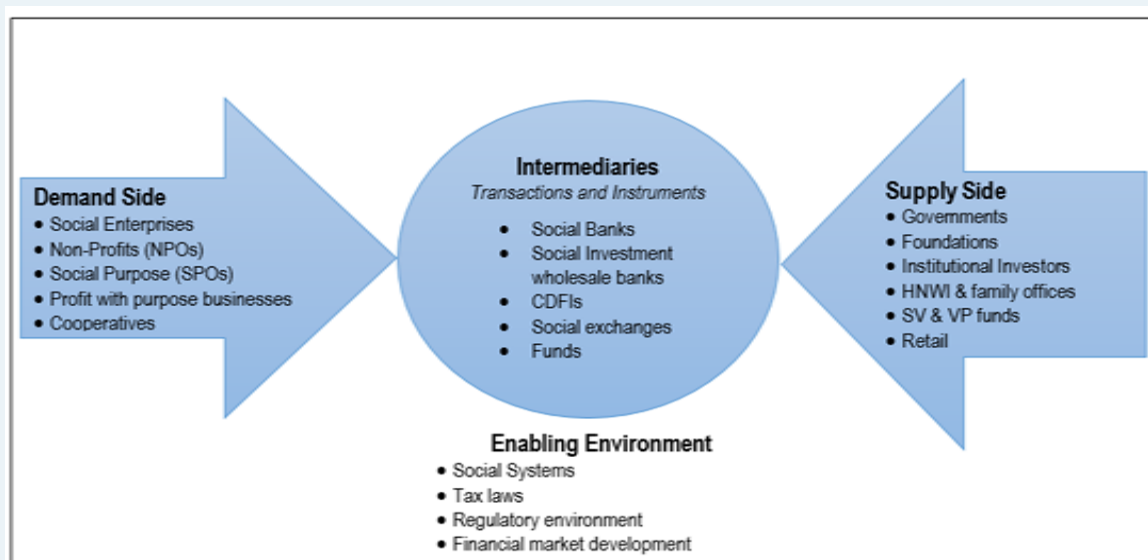 Demand Side
• Social Enterprises
• Non-Profits (NPOs)
• Social Purpose (SPOs)
• Profit with purpose businesses
• Cooperatives
Intermediaries
Transactions and Instruments
• Social Banks
• Social Investment
wholesale banks
• CDFIs
• Social exchanges
• Funds
Supply Side
• Governments
• Foundations
• Institutional Investors
• HNWI & family offices
• SV & VP funds
• Retail
Enabling Environment
• Social Systems
• Tax laws
• Regulatory environment
• Financial market development